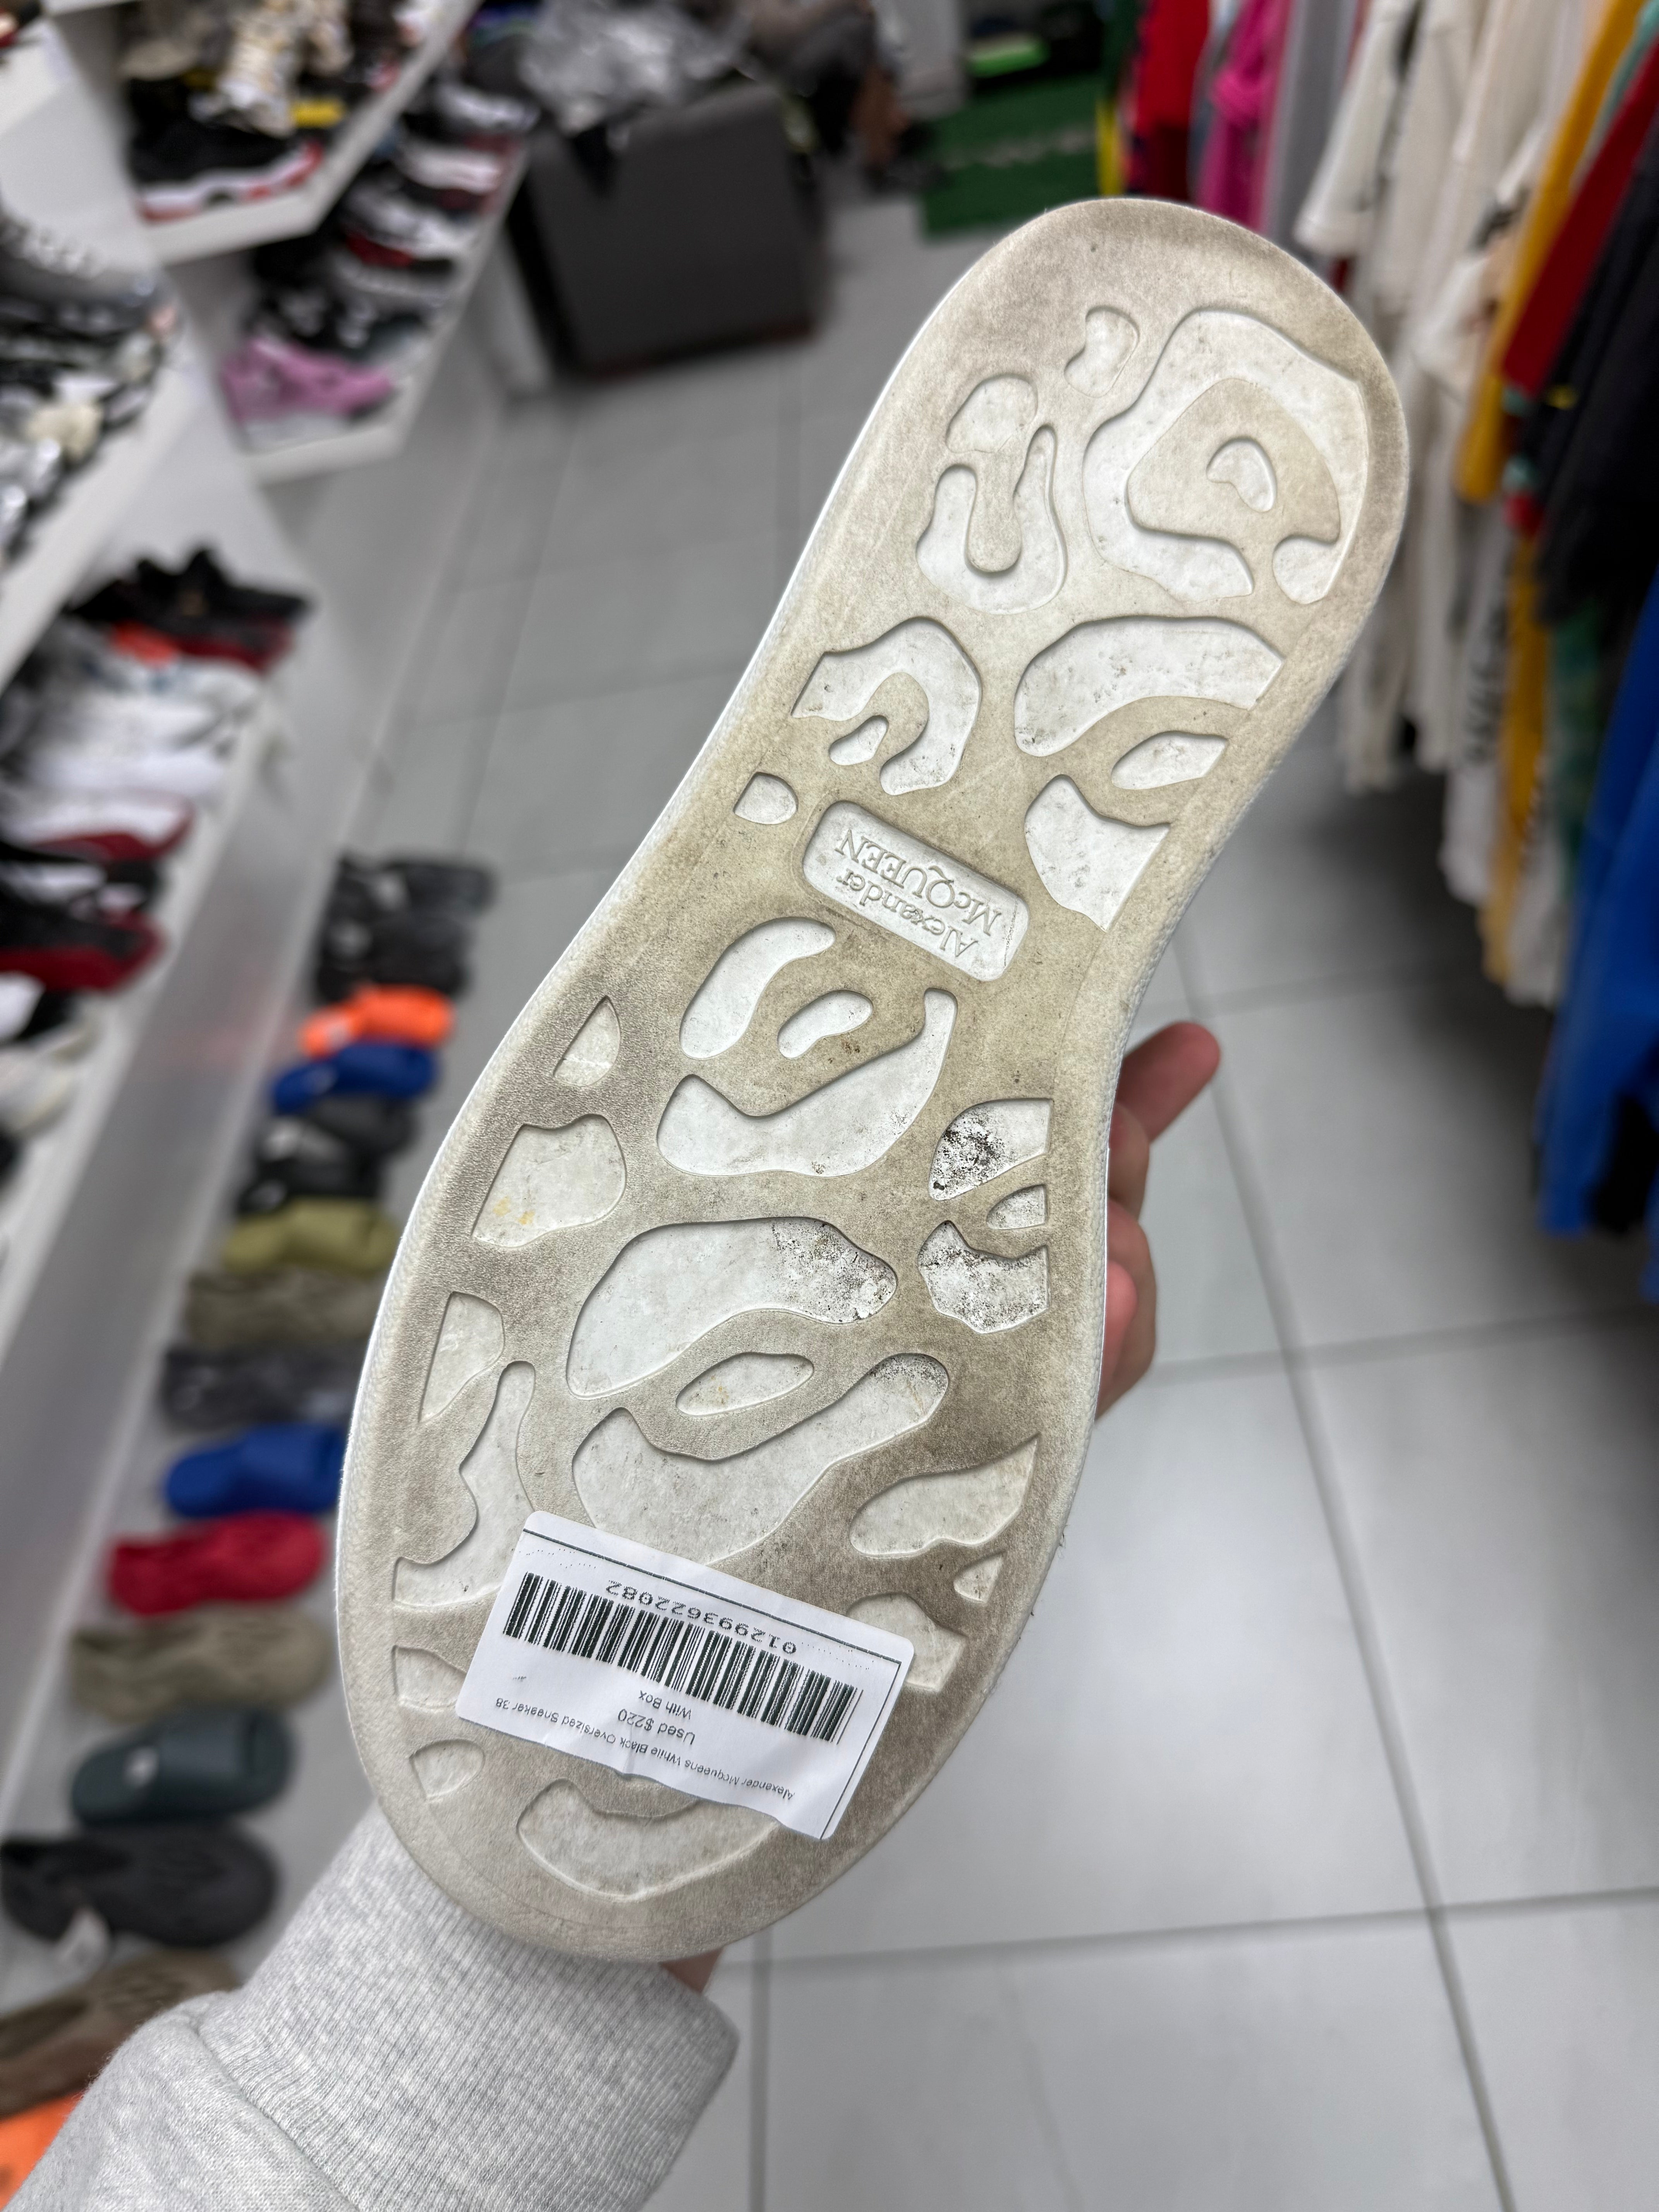 Alexander
McQUEEN
Alexander Mcqueens White Black Oversized Sneaker 38
Used $220
With Box
012993622082